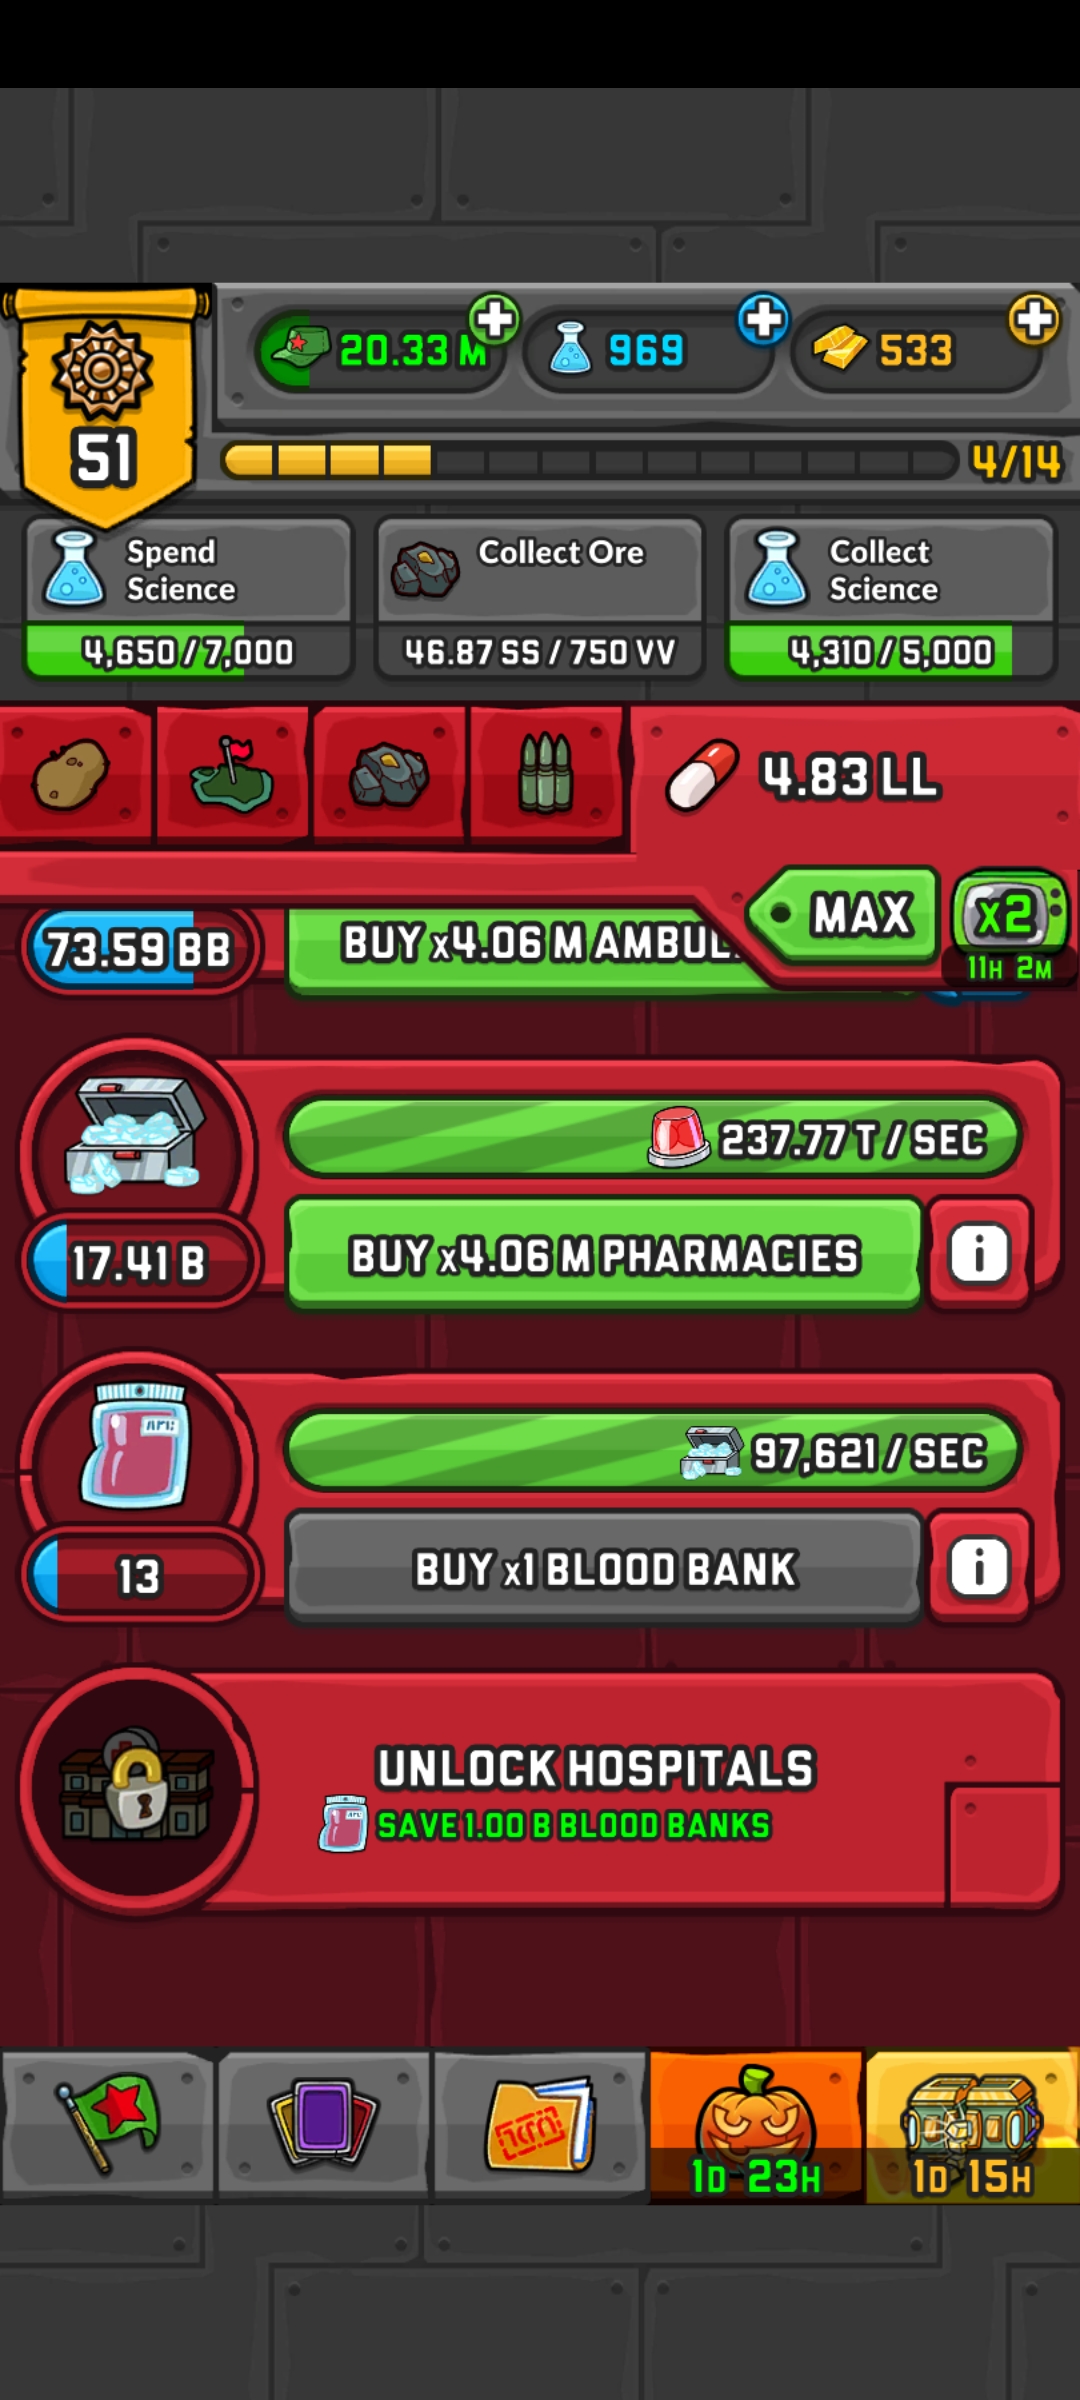 20.33 M
969
533
51
4/14
Spend
Science
4,650/7,000
Collect Ore
46.87 SS/750 VV
Collect
Science
4,310/5,000
4.83 LL
MAX
x2
11H 2M
73.59 BB
BUY x4.06 M AMBUL
237.77 T/SEC
17.41 B
BUY x4.06 M PHARMACIES
i
97,621/SEC
13
BUY x1 BLOOD BANK
i
UNLOCK HOSPITALS
SAVE 1.00 B BLOOD BANKS
1D 23H
1D 15H